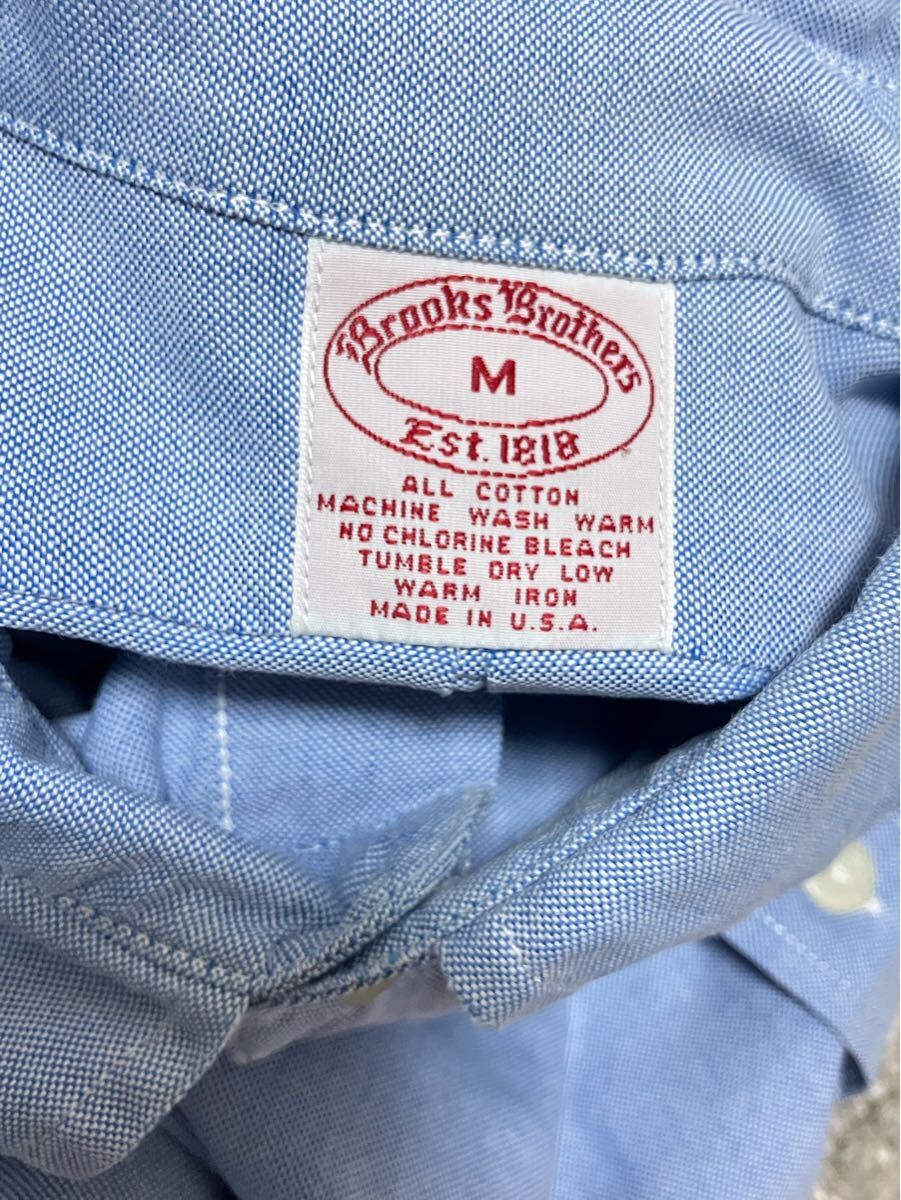 Brooks Brothers
M
Est. 1818
ALL COTTON
MACHINE WASH WARM
NO CHLORINE BLEACH
TUMBLE DRY LOW
WARM IRON
MADE IN U.S.A.